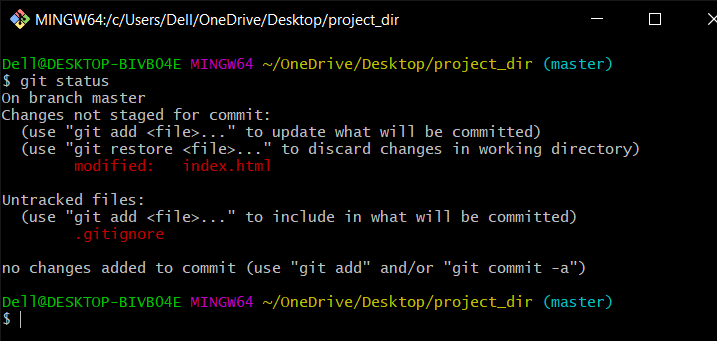 MINGW64:/c/Users/Dell/OneDrive/Desktop/project_dir
Dell@DESKTOP-BIVBO4E MINGW64 ~/OneDrive/Desktop/project_dir (master)
$ git status
On branch master
Changes not staged for commit:
  (use "git add <file>..." to update what will be committed)
  (use "git restore <file>..." to discard changes in working directory)
        modified:   index.html
Untracked files:
  (use "git add <file>..." to include in what will be committed)
        .gitignore
no changes added to commit (use "git add" and/or "git commit -a")
Dell@DESKTOP-BIVBO4E MINGW64 ~/OneDrive/Desktop/project_dir (master)
$